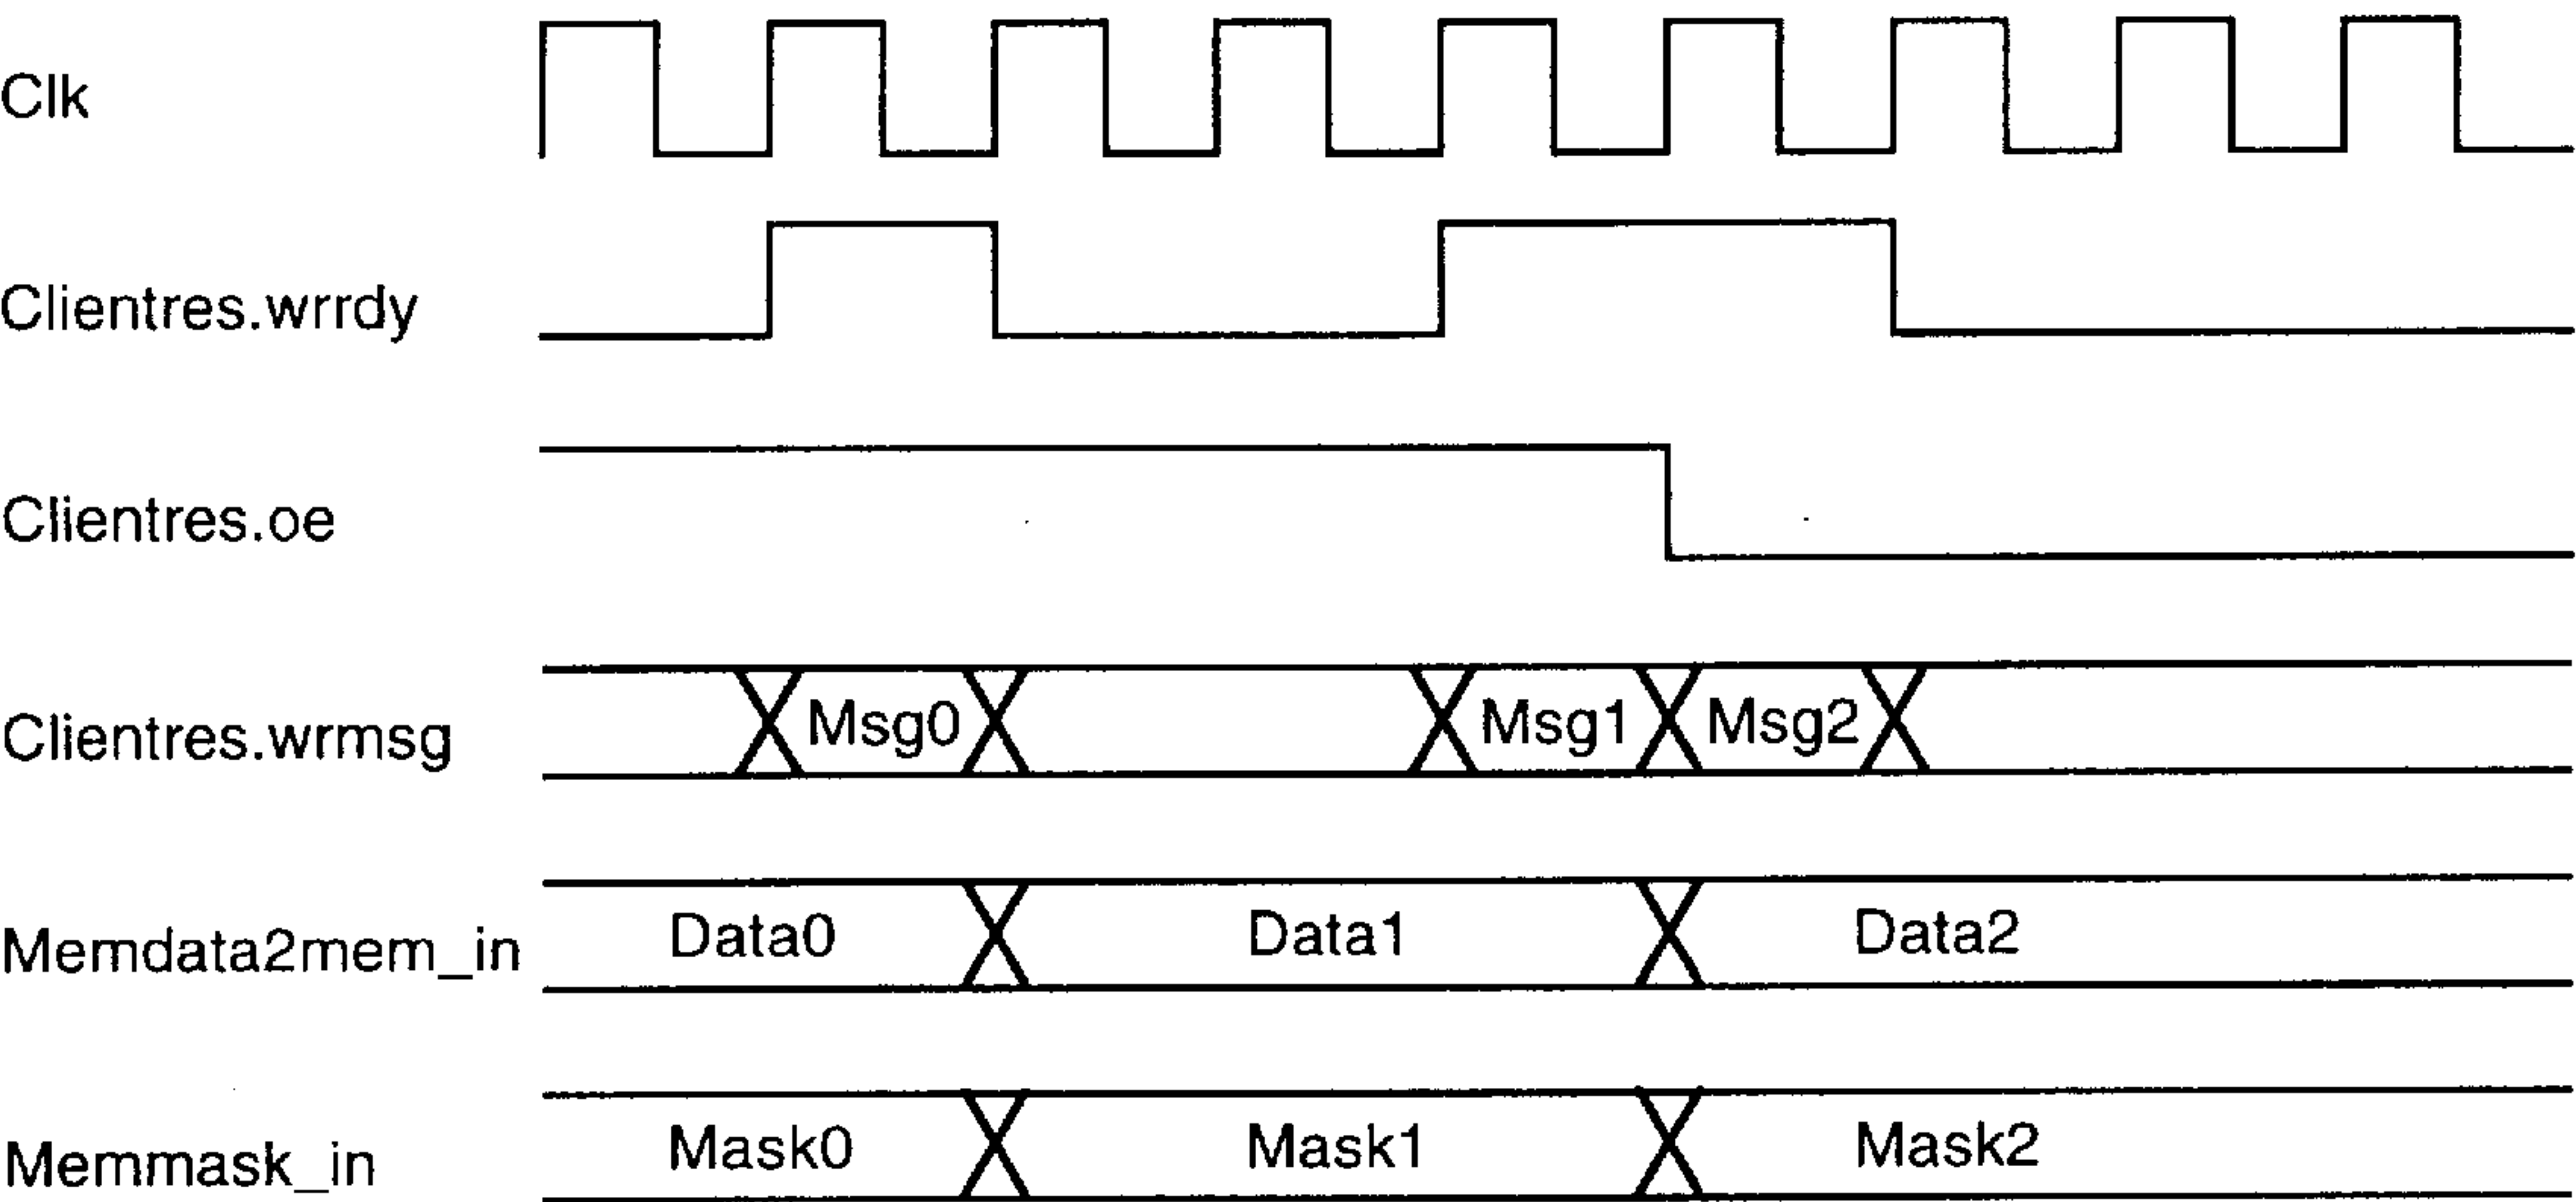 Clk
Clientres.wrrdy
Clientres.oe
Clientres.wrmsg Msg0 Msg1 Msg2
Memdata2mem_in Data0 Data1 Data2
Memmask_in Mask0 Mask1 Mask2